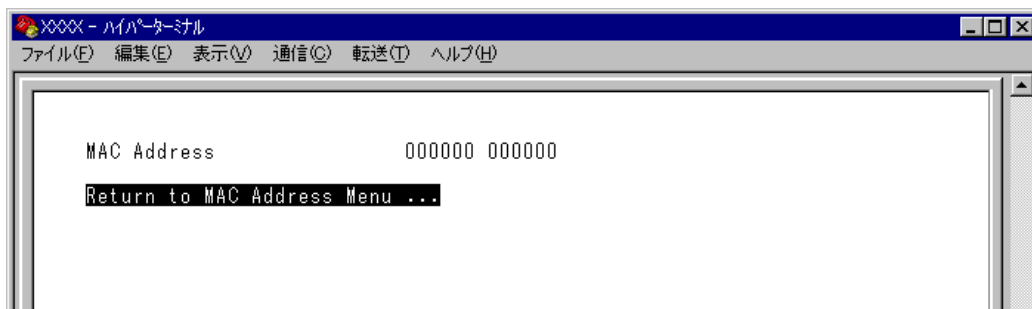 XXXX - ハイパーターミナル
ファイル(F) 編集(E) 表示(V) 通信(C) 転送(T) ヘルプ(H)
MAC Address 000000 000000
Return to MAC Address Menu ...